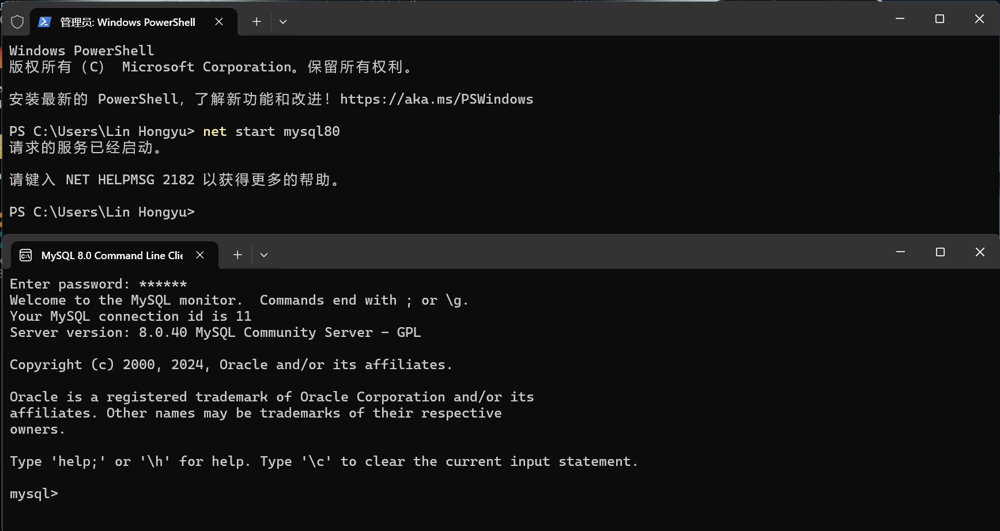 管理员: Windows PowerShell
Windows PowerShell
版权所有（C） Microsoft Corporation。保留所有权利。
安装最新的 PowerShell，了解新功能和改进！https://aka.ms/PSWindows
PS C:\Users\Lin Hongyu> net start mysql80
请求的服务已经启动。
请键入 NET HELPMSG 2182 以获得更多的帮助。
PS C:\Users\Lin Hongyu>
MySQL 8.0 Command Line Clie
Enter password: ******
Welcome to the MySQL monitor.  Commands end with ; or \g.
Your MySQL connection id is 11
Server version: 8.0.40 MySQL Community Server - GPL
Copyright (c) 2000, 2024, Oracle and/or its affiliates.
Oracle is a registered trademark of Oracle Corporation and/or its
affiliates. Other names may be trademarks of their respective
owners.
Type 'help;' or '\h' for help. Type '\c' to clear the current input statement.
mysql>